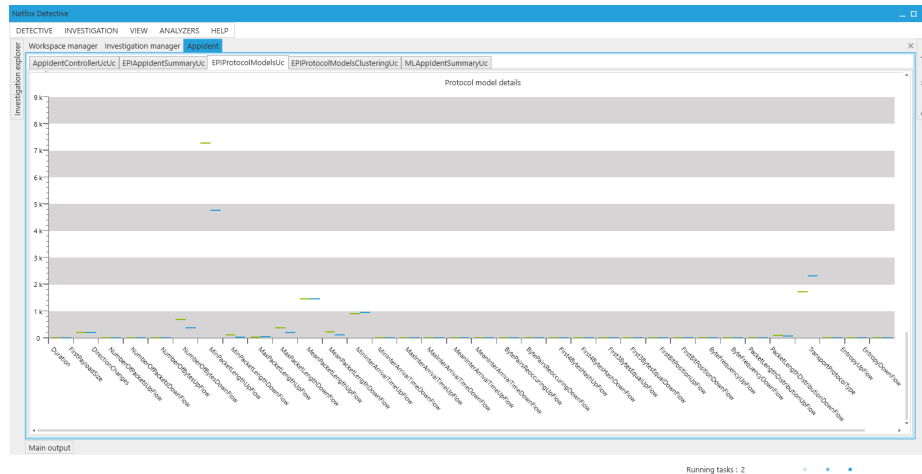 Netfox Detective
DETECTIVE INVESTIGATION VIEW ANALYZERS HELP
Investigation explorer
Workspace manager Investigation manager AppIdent
AppIdentControllerUcUc EPIAppIdentSummaryUc EPIProtocolModelsUc EPIProtocolModelsClusteringUc MLAppIdentSummaryUc
Protocol model details
9 k
8 k
7 k
6 k
5 k
4 k
3 k
2 k
1 k
0
Duration
FirstPayloadSize
DirectionChanges
NumberOfPacketsUpFlow
NumberOfPacketsDownFlow
NumberOfBytesUpFlow
NumberOfBytesDownFlow
MinPacketLengthUpFlow
MinPacketLengthDownFlow
MaxPacketLengthUpFlow
MaxPacketLengthDownFlow
MeanPacketLengthUpFlow
MeanPacketLengthDownFlow
MinInterArrivalTimeUpFlow
MinInterArrivalTimeDownFlow
MaxInterArrivalTimeUpFlow
MaxInterArrivalTimeDownFlow
MeanInterArrivalTimeUpFlow
MeanInterArrivalTimeDownFlow
BytePairsReoccuringUpFlow
BytePairsReoccuringDownFlow
First4BytesHashUpFlow
First4BytesHashDownFlow
First3BytesEqualUpFlow
First3BytesEqualDownFlow
FirstBitPositionUpFlow
FirstBitPositionDownFlow
ByteFrequencyUpFlow
ByteFrequencyDownFlow
PacketLengthDistributionUpFlow
PacketLengthDistributionDownFlow
TransportProtocolType
EntropyUpFlow
EntroppyDownFlow
Main output
Running tasks : 2